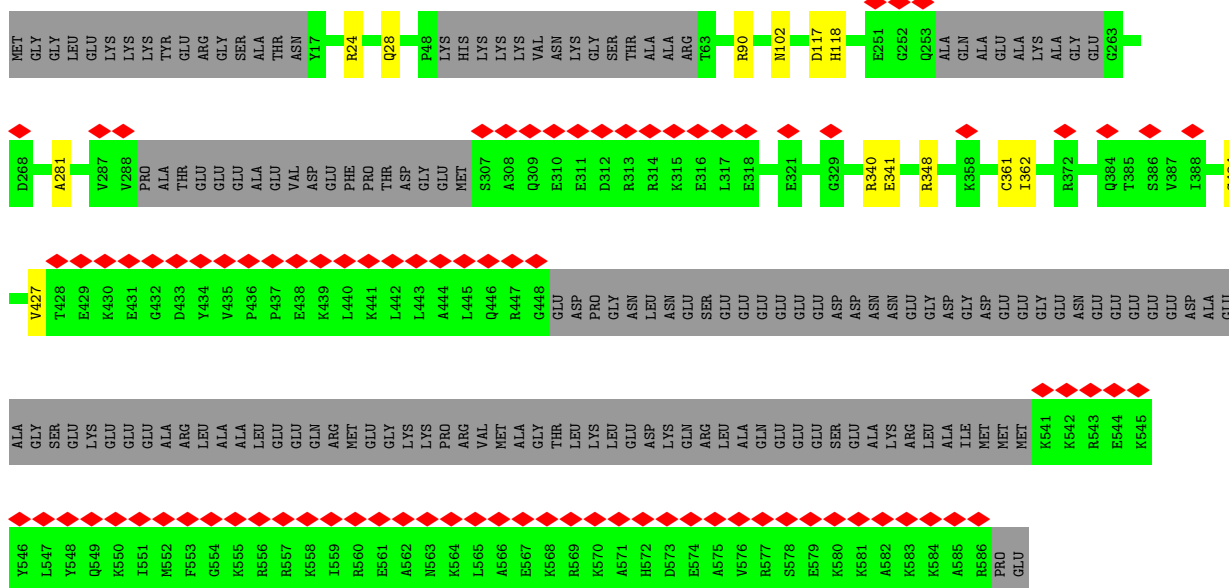 MET GLY GLY LEU GLU LYS LYS LYS TYR GLU ARG GLY SER ALA THR ASN Y17 R24 Q28 P48 LYS HIS LYS LYS LYS VAL ASN LYS GLY SER THR ALA ALA ARG T63 R90 N102 D117 H118 E251 G252 Q253 ALA GLN ALA GLU ALA LYS ALA GLY GLU G263
D268 A281 V287 V288 PRO ALA THR GLU GLU GLU ALA GLU VAL ASP GLU PHE PRO THR ASP GLY GLU MET S307 A308 Q309 E310 E311 D312 R313 R314 K315 E316 L317 E318 E321 G329 R340 E341 R348 K358 C361 I362 R372 Q384 T385 S386 V387 I388
V427 T428 E429 K430 E431 G432 D433 Y434 V435 P436 P437 E438 K439 L440 K441 L442 L443 A444 L445 Q446 R447 G448 GLU ASP PRO GLY ASN LEU ASN GLU SER GLU GLU GLU GLU GLU GLU ASP ASP ASN ASN GLU GLY ASP GLY ASP GLU GLU GLY GLU ASN GLU GLU GLU GLU GLU ASP ALA GLU
ALA GLY SER GLU LYS GLU GLU GLU ALA ARG LEU ALA ALA LEU GLU GLU GLN ARG MET GLU GLY LYS LYS PRO ARG VAL MET ALA GLY THR LEU LYS LEU GLU ASP LYS GLN ARG LEU ALA GLN GLU GLU GLU SER GLU ALA LYS ARG LEU ALA ILE MET MET MET K541 K542 R543 E544 K545
Y546 L547 Y548 Q549 K550 I551 M552 F553 G554 K555 R556 R557 K558 I559 R560 E561 A562 N563 K564 L565 A566 E567 K568 R569 K570 A571 H572 D573 E574 A575 V576 R577 S578 E579 K580 K581 A582 K583 K584 A585 R586 PRO GLU